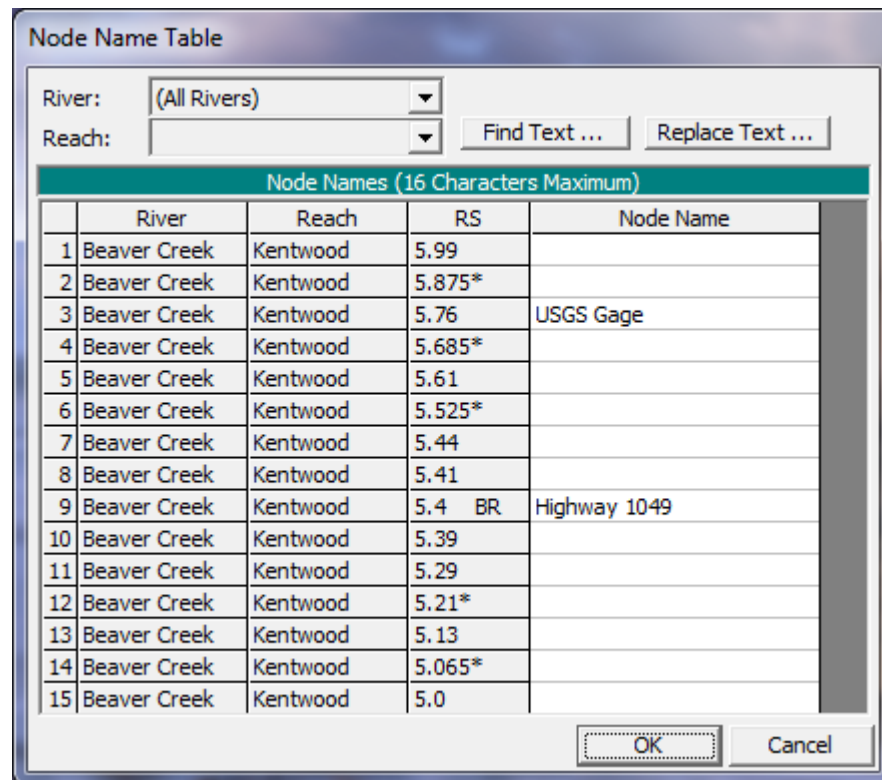 Node Name Table
River: (All Rivers)
Reach: Find Text ... Replace Text ...
Node Names (16 Characters Maximum)
River Reach RS Node Name
1 Beaver Creek Kentwood 5.99
2 Beaver Creek Kentwood 5.875*
3 Beaver Creek Kentwood 5.76 USGS Gage
4 Beaver Creek Kentwood 5.685*
5 Beaver Creek Kentwood 5.61
6 Beaver Creek Kentwood 5.525*
7 Beaver Creek Kentwood 5.44
8 Beaver Creek Kentwood 5.41
9 Beaver Creek Kentwood 5.4 BR Highway 1049
10 Beaver Creek Kentwood 5.39
11 Beaver Creek Kentwood 5.29
12 Beaver Creek Kentwood 5.21*
13 Beaver Creek Kentwood 5.13
14 Beaver Creek Kentwood 5.065*
15 Beaver Creek Kentwood 5.0
OK Cancel